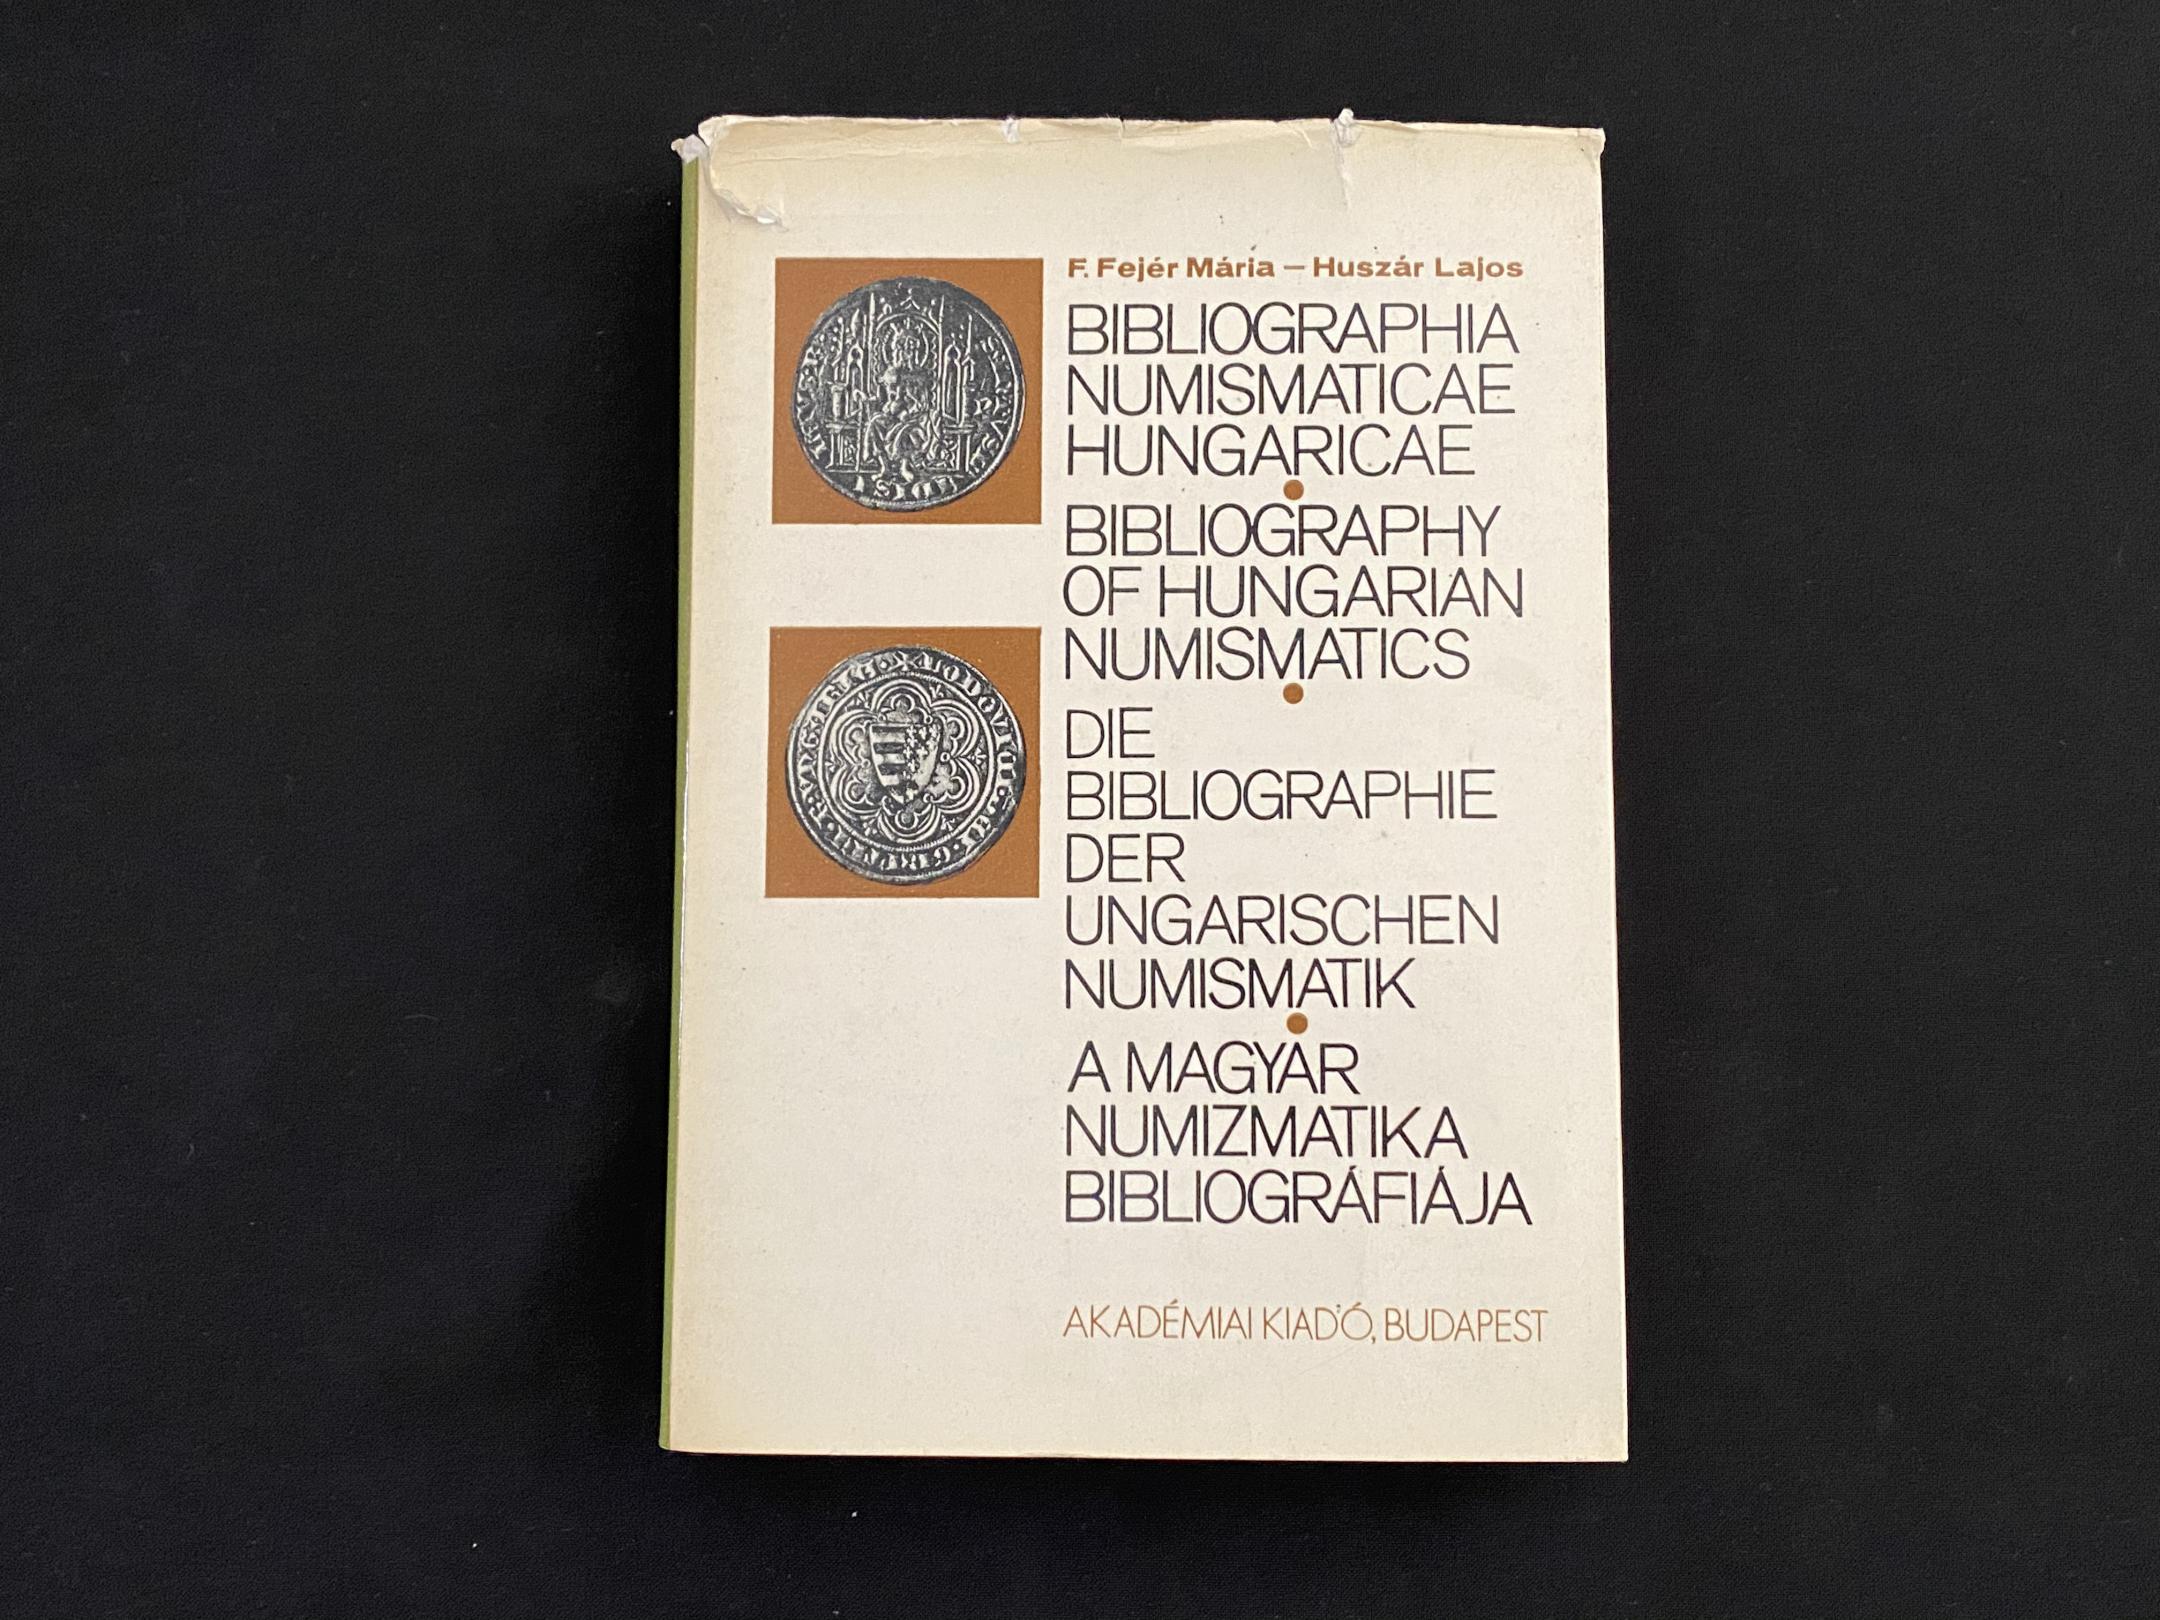 F. Fejér Mária – Huszár Lajos
BIBLIOGRAPHIA
NUMISMATICAE
HUNGARICAE
BIBLIOGRAPHY
OF HUNGARIAN
NUMISMATICS
DIE
BIBLIOGRAPHIE
DER
UNGARISCHEN
NUMISMATIK
A MAGYAR
NUMIZMATIKA
BIBLIOGRÁFIÁJA
AKADÉMIAI KIADÓ, BUDAPEST